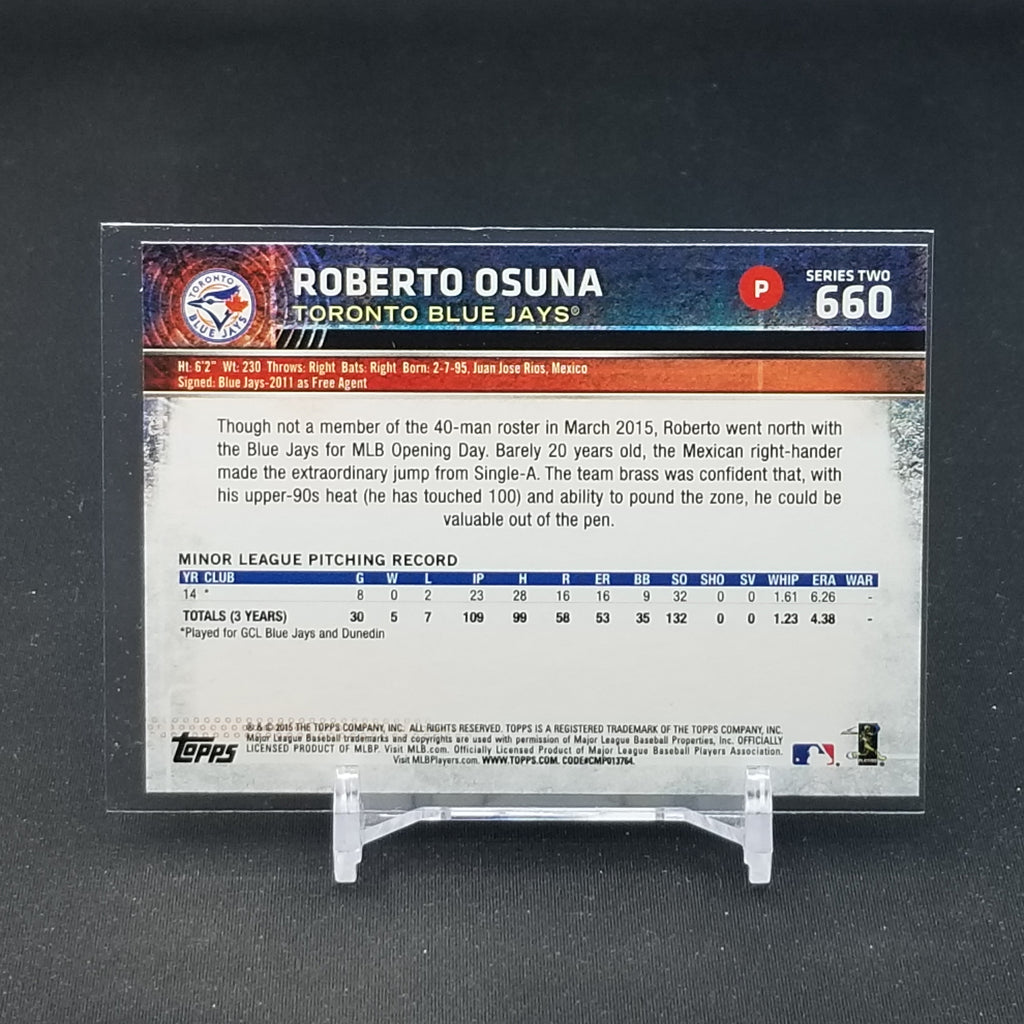 TORONTO
BLUE JAYS
ROBERTO OSUNA
TORONTO BLUE JAYS®
P
SERIES TWO
660
Ht: 6'2" Wt: 230 Throws: Right Bats: Right Born: 2-7-95, Juan Jose Rios, Mexico
Signed: Blue Jays-2011 as Free Agent
Though not a member of the 40-man roster in March 2015, Roberto went north with
the Blue Jays for MLB Opening Day. Barely 20 years old, the Mexican right-hander
made the extraordinary jump from Single-A. The team brass was confident that, with
his upper-90s heat (he has touched 100) and ability to pound the zone, he could be
valuable out of the pen.
MINOR LEAGUE PITCHING RECORD
YR CLUB G W L IP H R ER BB SO SHO SV WHIP ERA WAR
14 * 8 0 2 23 28 16 16 9 32 0 0 1.61 6.26 -
TOTALS (3 YEARS) 30 5 7 109 99 58 53 35 132 0 0 1.23 4.38 -
*Played for GCL Blue Jays and Dunedin
Topps
® & © 2015 THE TOPPS COMPANY, INC. ALL RIGHTS RESERVED. TOPPS IS A REGISTERED TRADEMARK OF THE TOPPS COMPANY, INC.
Major League Baseball trademarks and copyrights are used with permission of Major League Baseball Properties, Inc. OFFICIALLY
LICENSED PRODUCT OF MLBP. Visit MLB.com. Officially Licensed Product of Major League Baseball Players Association.
Visit MLBPlayers.com. WWW.TOPPS.COM. CODE#CMP013764.